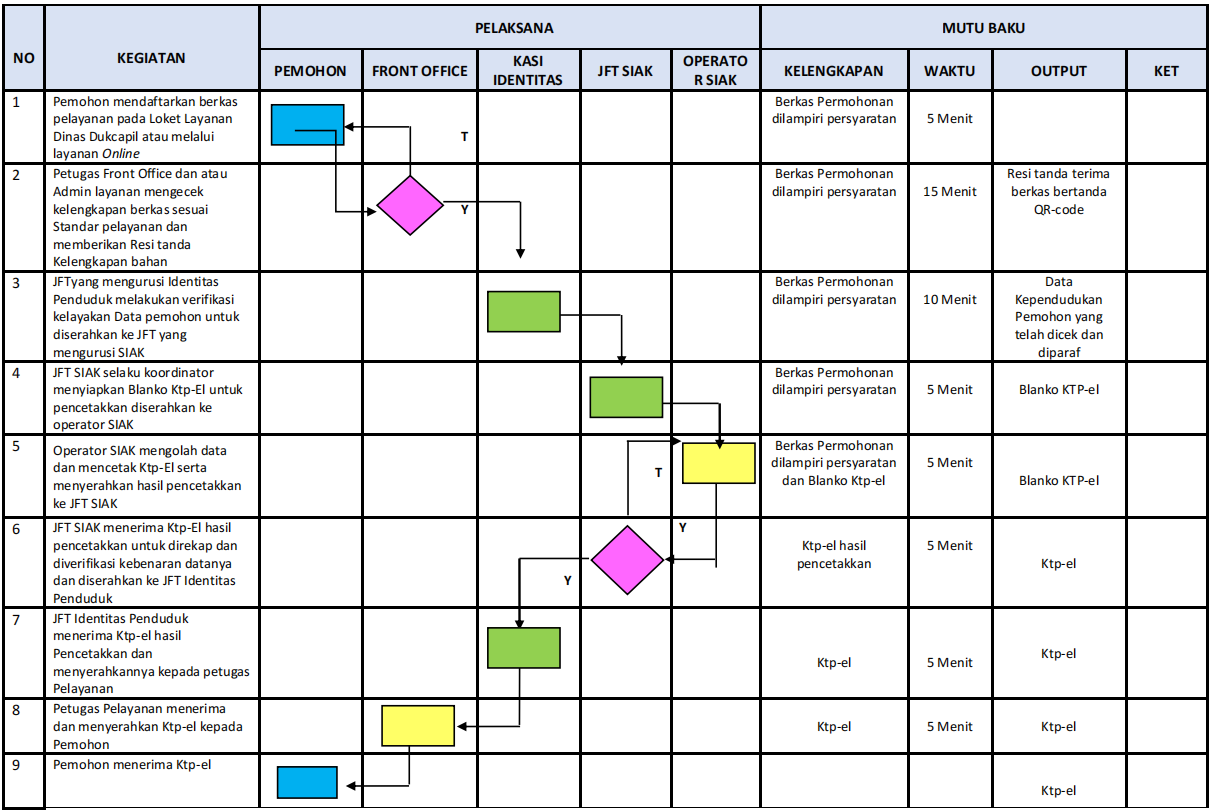 NO
KEGIATAN
PELAKSANA
MUTU BAKU
PEMOHON
FRONT OFFICE
KASI
IDENTITAS
JFT SIAK
OPERATO
R SIAK
KELENGKAPAN
WAKTU
OUTPUT
KET
1
Pemohon mendaftarkan berkas
pelayanan pada Loket Layanan
Dinas Dukcapil atau melalui
layanan Online
T
Berkas Permohonan
dilampiri persyaratan
5 Menit
2
Petugas Front Office dan atau
Admin layanan mengecek
kelengkapan berkas sesuai
Standar pelayanan dan
memberikan Resi tanda
Kelengkapan bahan
Y
Berkas Permohonan
dilampiri persyaratan
15 Menit
Resi tanda terima
berkas bertanda
QR-code
3
JFTyang mengurusi Identitas
Penduduk melakukan verifikasi
kelayakan Data pemohon untuk
diserahkan ke JFT yang
mengurusi SIAK
Berkas Permohonan
dilampiri persyaratan
10 Menit
Data
Kependudukan
Pemohon yang
telah dicek dan
diparaf
4
JFT SIAK selaku koordinator
menyiapkan Blanko Ktp-El untuk
pencetakkan diserahkan ke
operator SIAK
Berkas Permohonan
dilampiri persyaratan
5 Menit
Blanko KTP-el
5
Operator SIAK mengolah data
dan mencetak Ktp-El serta
menyerahkan hasil pencetakkan
ke JFT SIAK
T
Berkas Permohonan
dilampiri persyaratan
dan Blanko Ktp-el
5 Menit
Blanko KTP-el
6
JFT SIAK menerima Ktp-El hasil
pencetakkan untuk direkap dan
diverifikasi kebenaran datanya
dan diserahkan ke JFT Identitas
Penduduk
Y
Y
Ktp-el hasil
pencetakkan
5 Menit
Ktp-el
7
JFT Identitas Penduduk
menerima Ktp-el hasil
Pencetakkan dan
menyerahkannya kepada petugas
Pelayanan
Ktp-el
5 Menit
Ktp-el
8
Petugas Pelayanan menerima
dan menyerahkan Ktp-el kepada
Pemohon
Ktp-el
5 Menit
Ktp-el
9
Pemohon menerima Ktp-el
Ktp-el